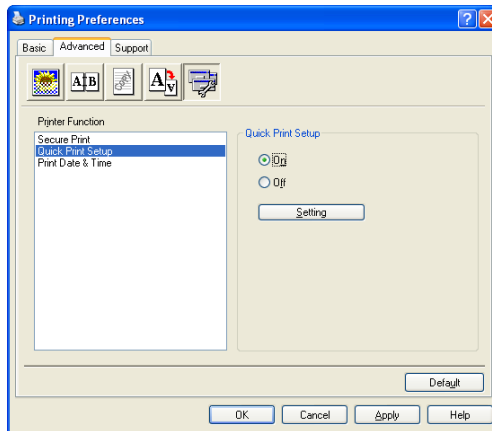 Printing Preferences
Basic Advanced Support
A B
A v
Printer Function
Secure Print
Quick Print Setup
Print Date & Time
Quick Print Setup
On
Off
Setting
Default
OK Cancel Apply Help